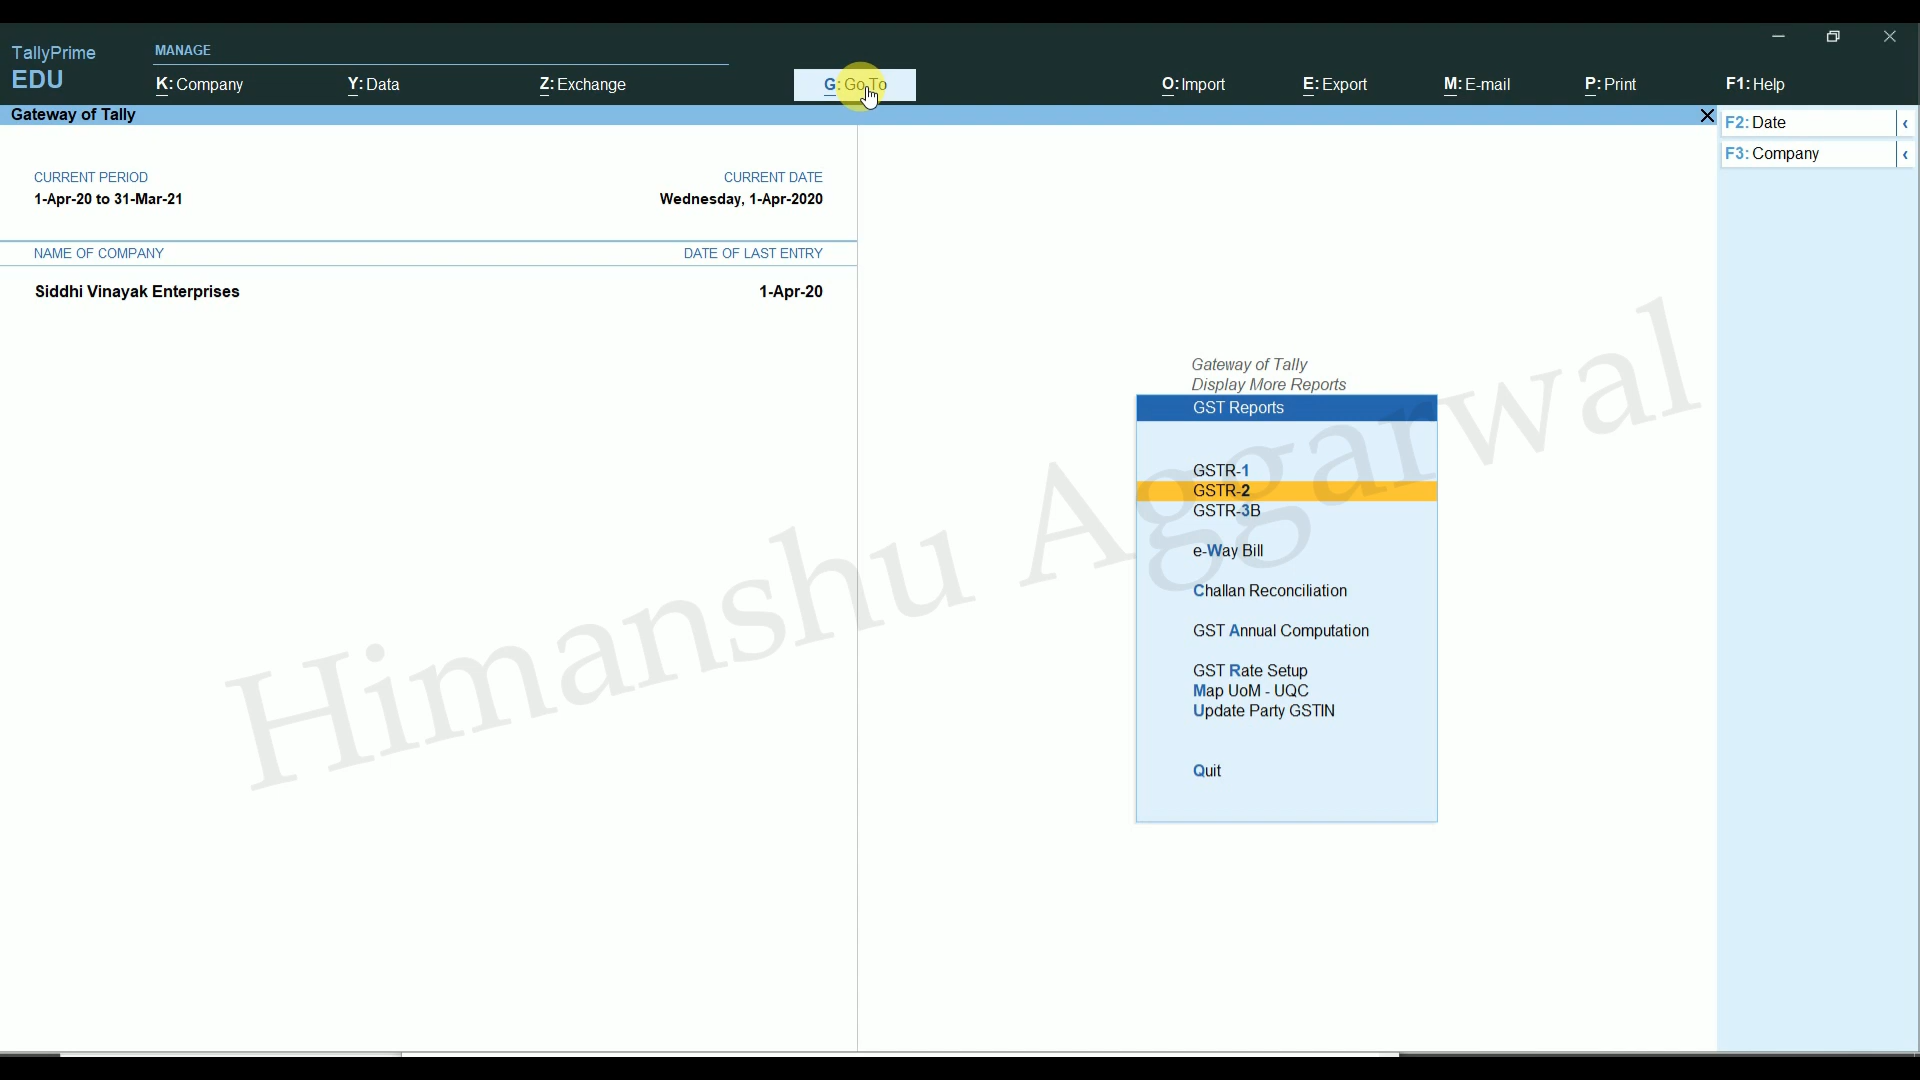 TallyPrime
EDU
MANAGE
K: Company
Y: Data
Z: Exchange
G: Go To
O: Import
E: Export
M: E-mail
P: Print
F1: Help
Gateway of Tally
F2: Date
F3: Company
CURRENT PERIOD
CURRENT DATE
1-Apr-20 to 31-Mar-21
Wednesday, 1-Apr-2020
NAME OF COMPANY
DATE OF LAST ENTRY
Siddhi Vinayak Enterprises
1-Apr-20
Gateway of Tally
Display More Reports
GST Reports
GSTR-1
GSTR-2
GSTR-3B
e-Way Bill
Challan Reconciliation
GST Annual Computation
GST Rate Setup
Map UoM - UQC
Update Party GSTIN
Quit
Himanshu Aggarwal